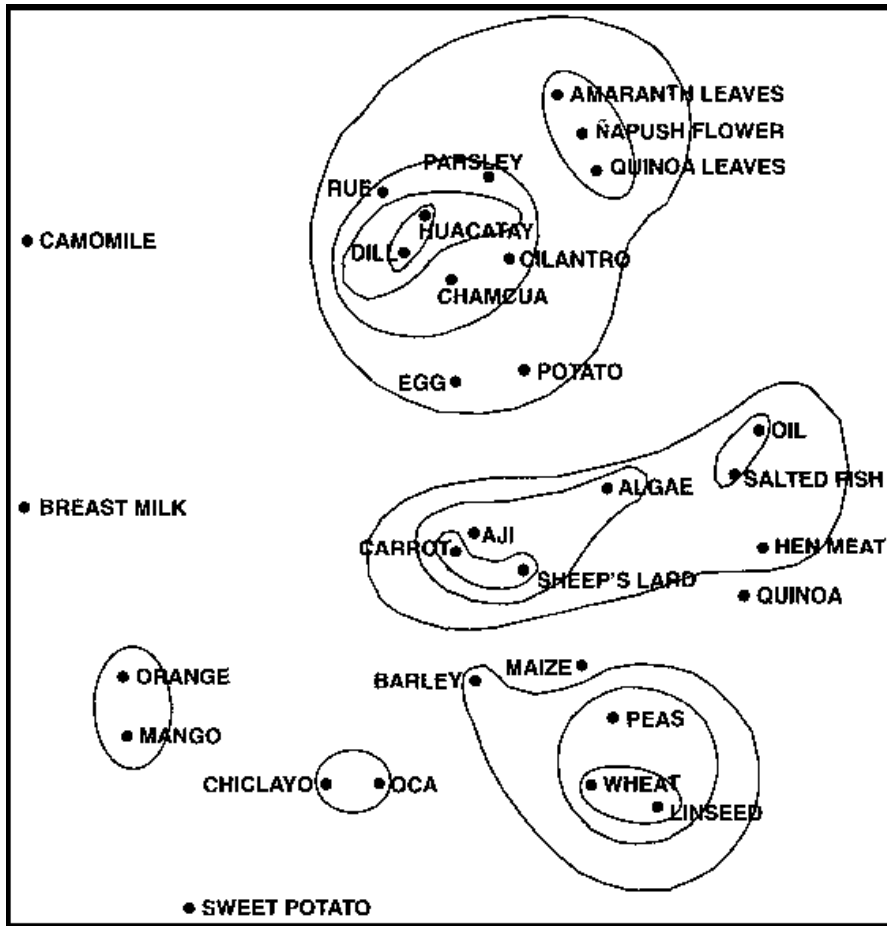 AMARANTH LEAVES
ÑAPUSH FLOWER
PARSLEY
QUINOA LEAVES
RUE
HUACATAY
CAMOMILE
DILL
CILANTRO
CHAMCUA
POTATO
EGG
OIL
SALTED FISH
ALGAE
BREAST MILK
AJI
CARROT
HEN MEAT
SHEEP'S LARD
QUINOA
MAIZE
ORANGE
BARLEY
PEAS
MANGO
CHICLAYO
OCA
WHEAT
LINSEED
SWEET POTATO